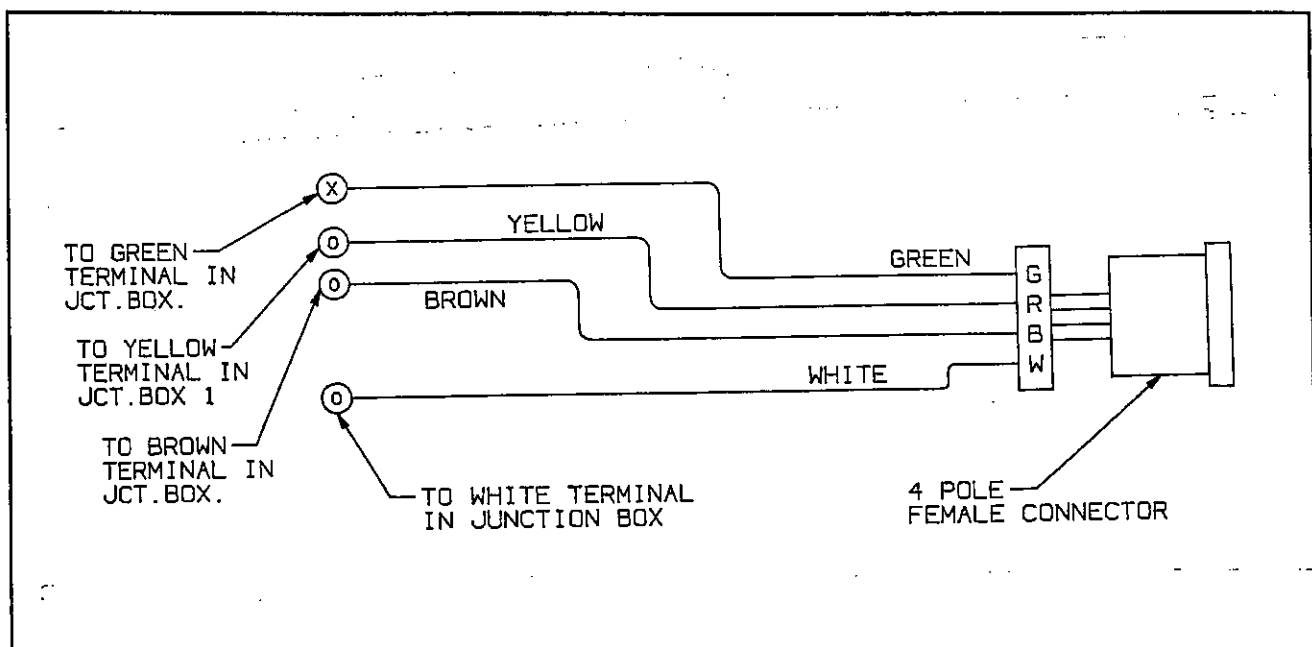 X
O
O
O
YELLOW
BROWN
GREEN
WHITE
G
R
B
W
TO GREEN
TERMINAL IN
JCT.BOX.
TO YELLOW
TERMINAL IN
JCT.BOX 1
TO BROWN
TERMINAL IN
JCT.BOX.
TO WHITE TERMINAL
IN JUNCTION BOX
4 POLE
FEMALE CONNECTOR